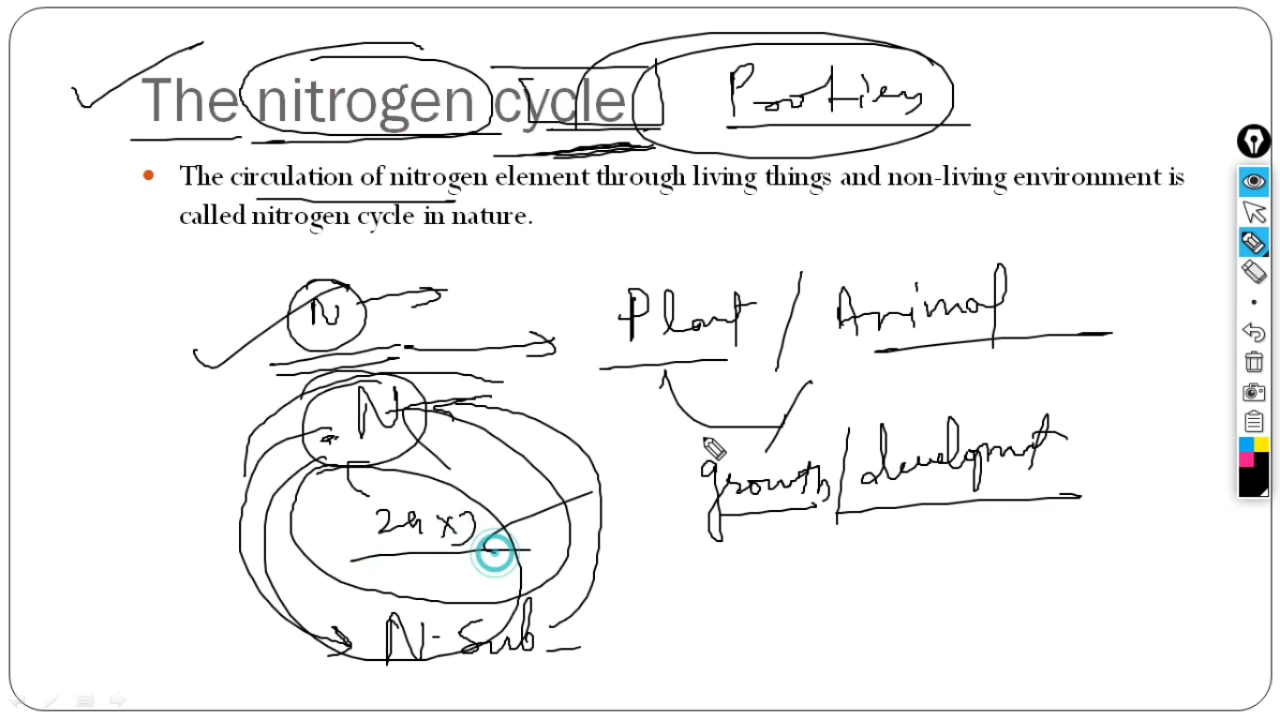 The nitrogen cycle
• The circulation of nitrogen element through living things and non-living environment is
called nitrogen cycle in nature.
N
Plant / Animal
N
growth / development
N-Sub